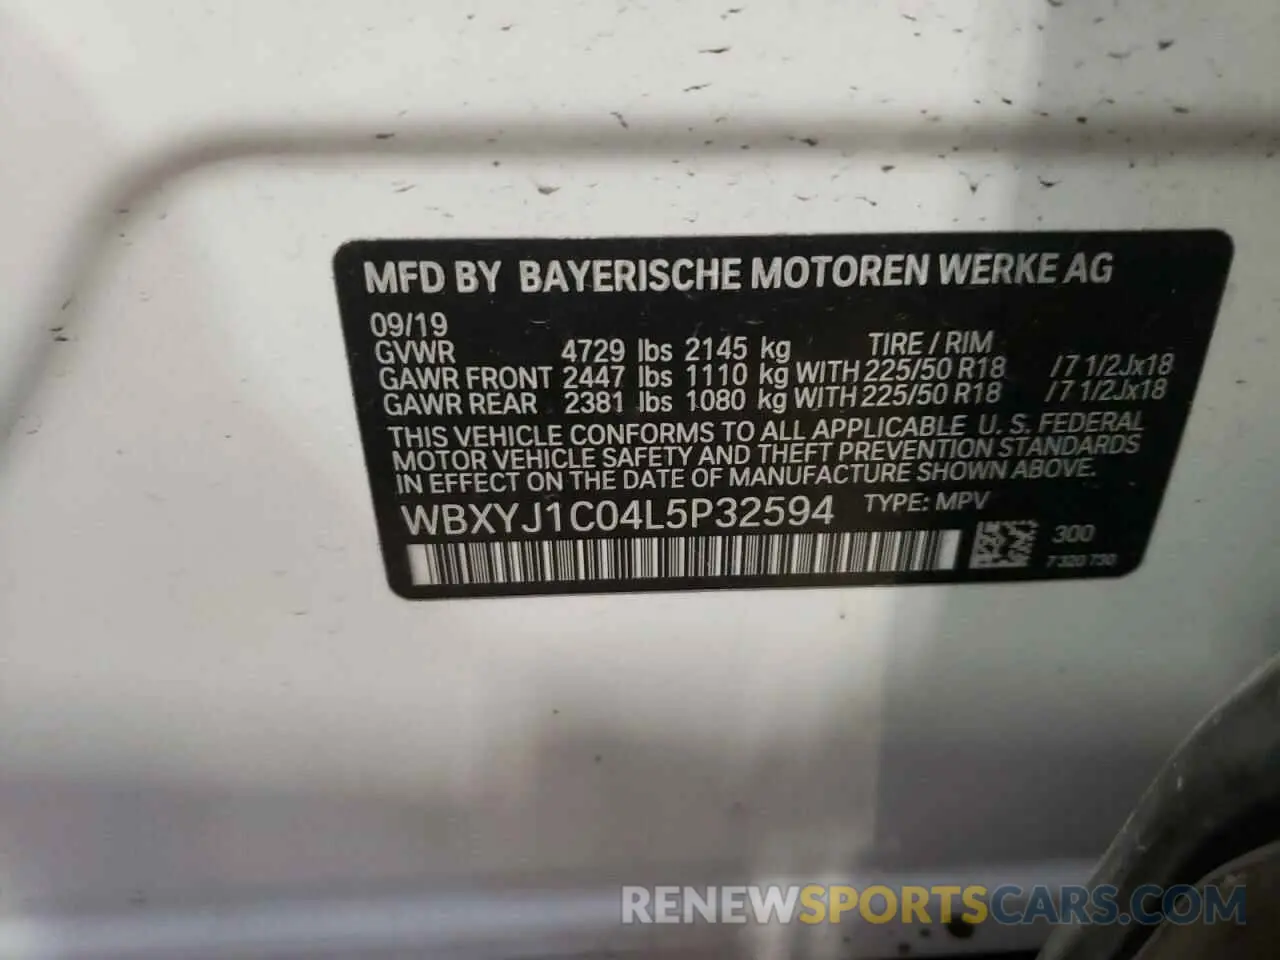 MFD BY BAYERISCHE MOTOREN WERKE AG
09/19
GVWR 4729 lbs 2145 kg TIRE / RIM
GAWR FRONT 2447 lbs 1110 kg WITH 225/50 R18 /7 1/2Jx18
GAWR REAR 2381 lbs 1080 kg WITH 225/50 R18 /7 1/2Jx18
THIS VEHICLE CONFORMS TO ALL APPLICABLE U. S. FEDERAL
MOTOR VEHICLE SAFETY AND THEFT PREVENTION STANDARDS
IN EFFECT ON THE DATE OF MANUFACTURE SHOWN ABOVE.
WBXYJ1C04L5P32594 TYPE: MPV
300
7 320 730
RENEWSPORTSCARS.COM